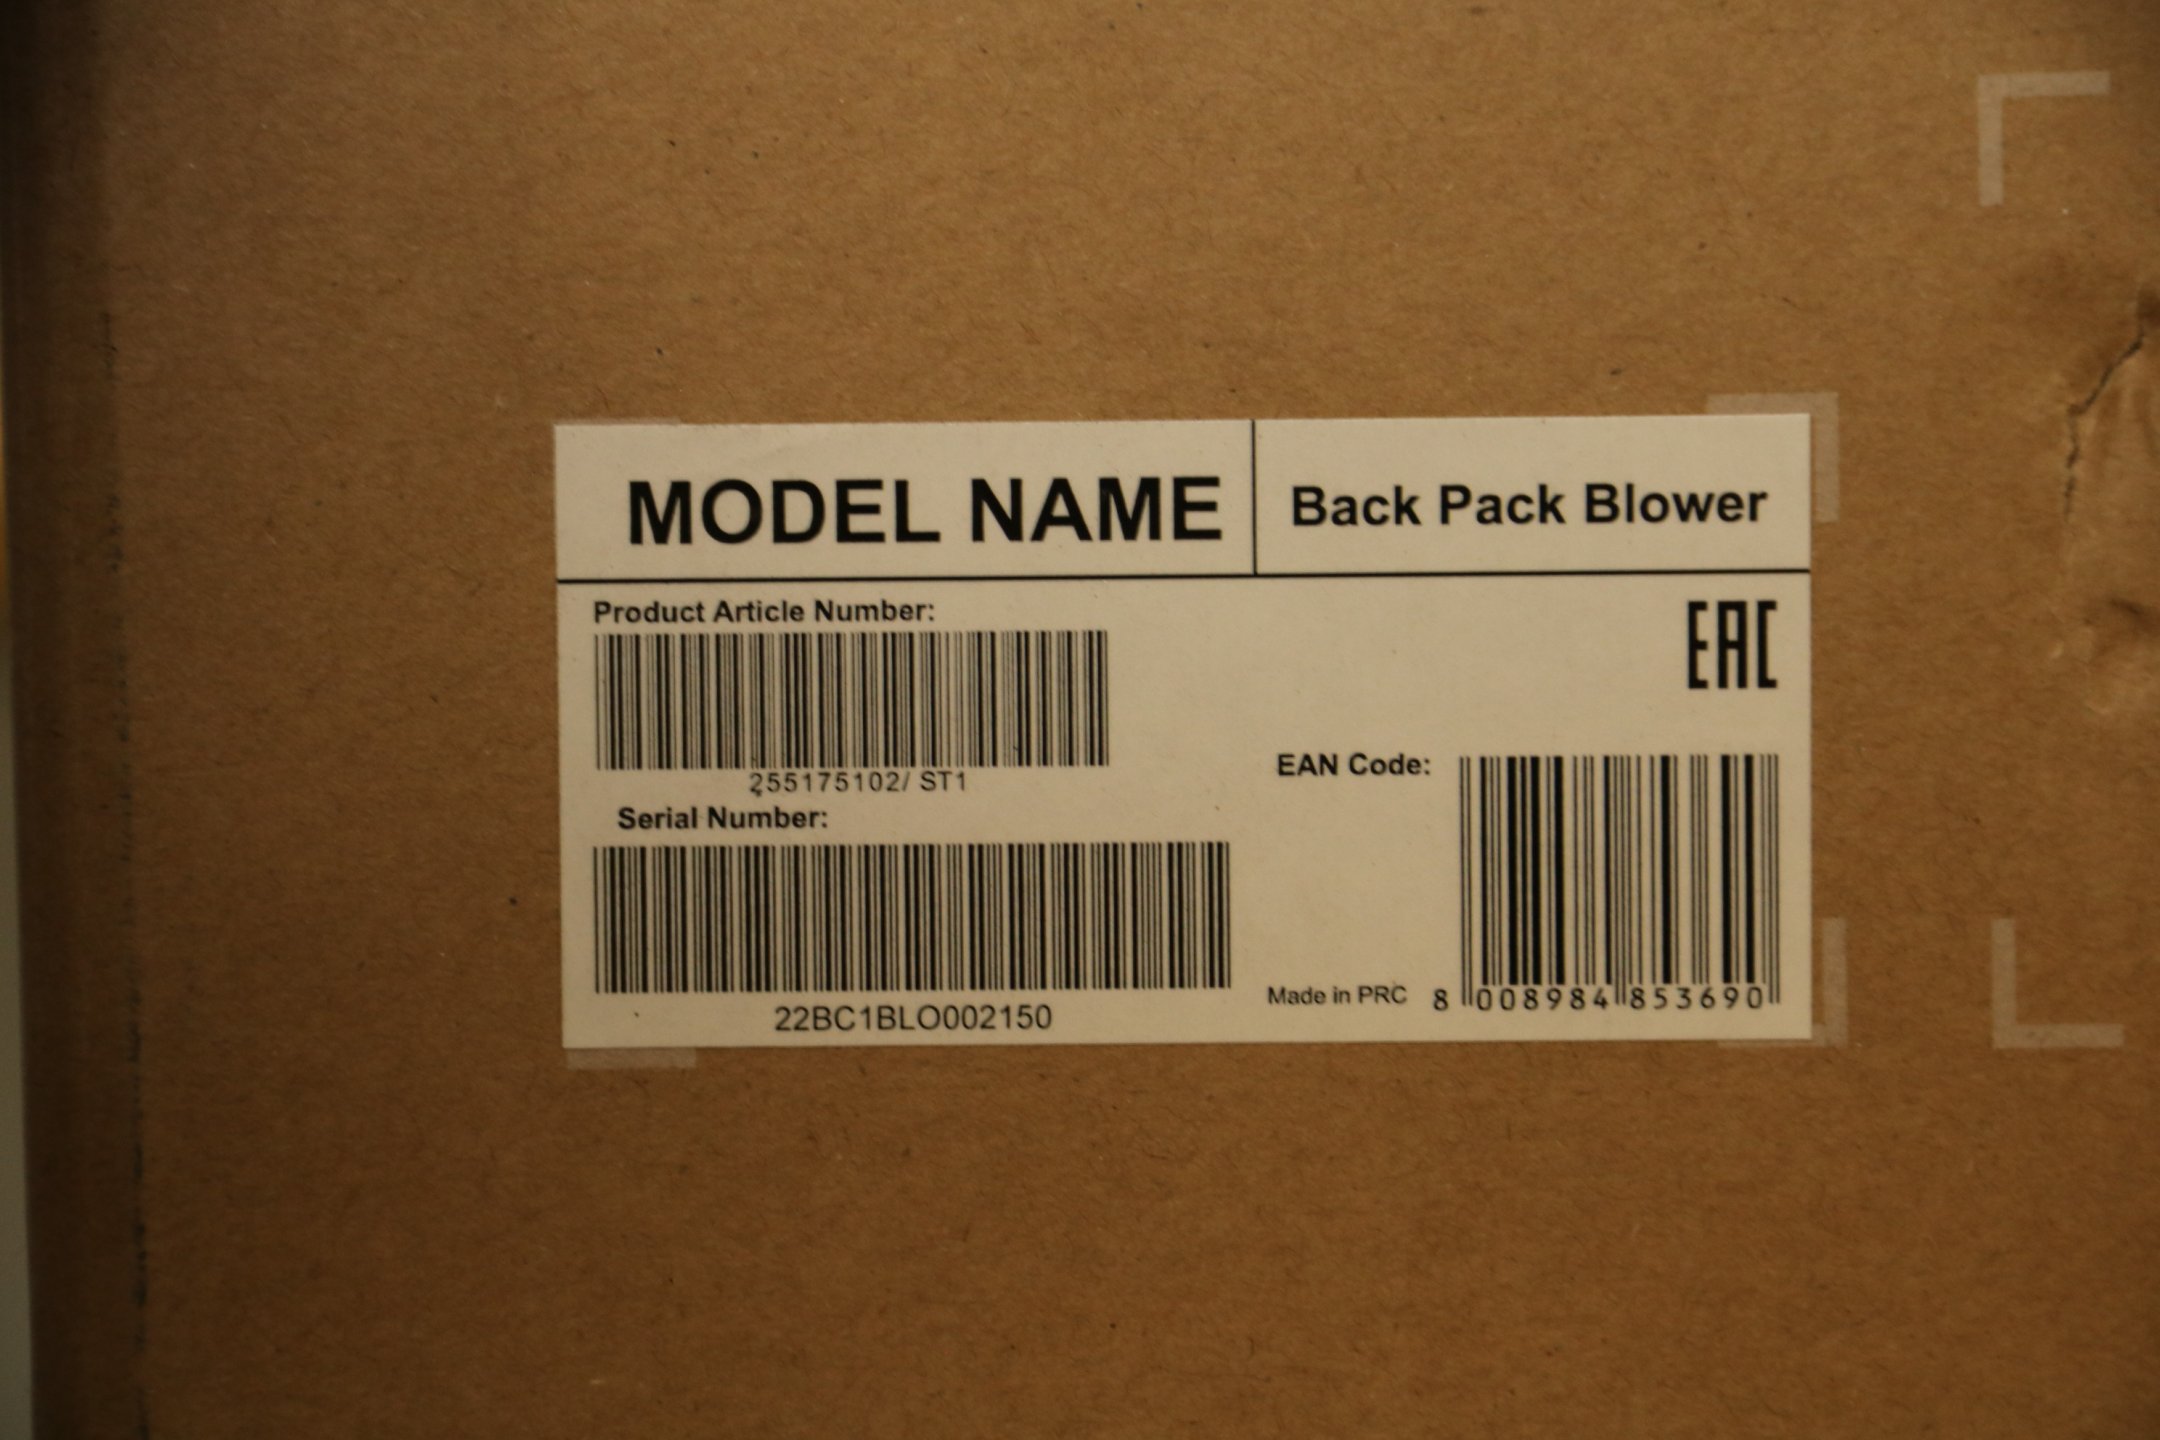 MODEL NAME
Back Pack Blower
Product Article Number:
255175102/ ST1
EAC
Serial Number:
22BC1BLO002150
EAN Code:
Made in PRC
8 008984 853690